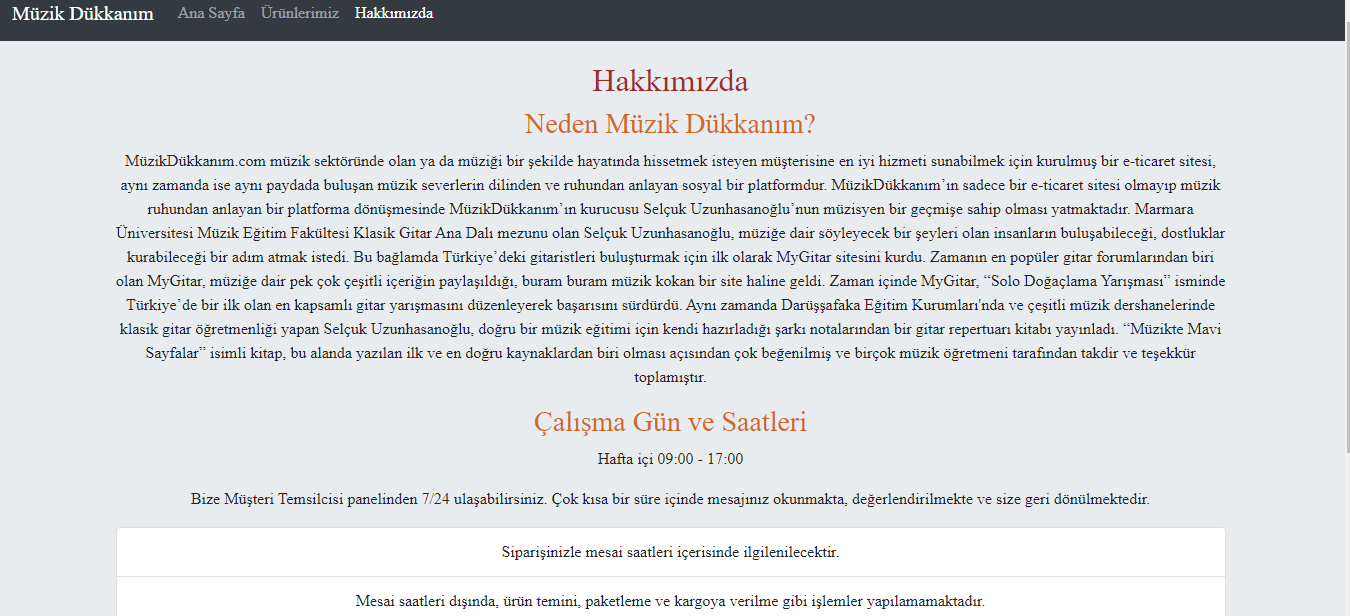 Müzik Dükkanım Ana Sayfa Ürünlerimiz Hakkımızda
Hakkımızda
Neden Müzik Dükkanım?
MüzikDükkanım.com müzik sektöründe olan ya da müziği bir şekilde hayatında hissetmek isteyen müşterisine en iyi hizmeti sunabilmek için kurulmuş bir e-ticaret sitesi,
aynı zamanda ise aynı paydada buluşan müzik severlerin dilinden ve ruhundan anlayan sosyal bir platformdur. MüzikDükkanım’ın sadece bir e-ticaret sitesi olmayıp müzik
ruhundan anlayan bir platforma dönüşmesinde MüzikDükkanım’ın kurucusu Selçuk Uzunhasanoğlu’nun müzisyen bir geçmişe sahip olması yatmaktadır. Marmara
Üniversitesi Müzik Eğitim Fakültesi Klasik Gitar Ana Dalı mezunu olan Selçuk Uzunhasanoğlu, müziğe dair söyleyecek bir şeyleri olan insanların buluşabileceği, dostluklar
kurabileceği bir adım atmak istedi. Bu bağlamda Türkiye’deki gitaristleri buluşturmak için ilk olarak MyGitar sitesini kurdu. Zamanın en popüler gitar forumlarından biri
olan MyGitar, müziğe dair pek çok çeşitli içeriğin paylaşıldığı, buram buram müzik kokan bir site haline geldi. Zaman içinde MyGitar, “Solo Doğaçlama Yarışması” isminde
Türkiye’de bir ilk olan en kapsamlı gitar yarışmasını düzenleyerek başarısını sürdürdü. Aynı zamanda Darüşşafaka Eğitim Kurumları'nda ve çeşitli müzik dershanelerinde
klasik gitar öğretmenliği yapan Selçuk Uzunhasanoğlu, doğru bir müzik eğitimi için kendi hazırladığı şarkı notalarından bir gitar repertuarı kitabı yayınladı. “Müzikte Mavi
Sayfalar” isimli kitap, bu alanda yazılan ilk ve en doğru kaynaklardan biri olması açısından çok beğenilmiş ve birçok müzik öğretmeni tarafından takdir ve teşekkür
toplamıştır.
Çalışma Gün ve Saatleri
Hafta içi 09:00 - 17:00
Bize Müşteri Temsilcisi panelinden 7/24 ulaşabilirsiniz. Çok kısa bir süre içinde mesajınız okunmakta, değerlendirilmekte ve size geri dönülmektedir.
Siparişinizle mesai saatleri içerisinde ilgilenilecektir.
Mesai saatleri dışında, ürün temini, paketleme ve kargoya verilme gibi işlemler yapılamamaktadır.